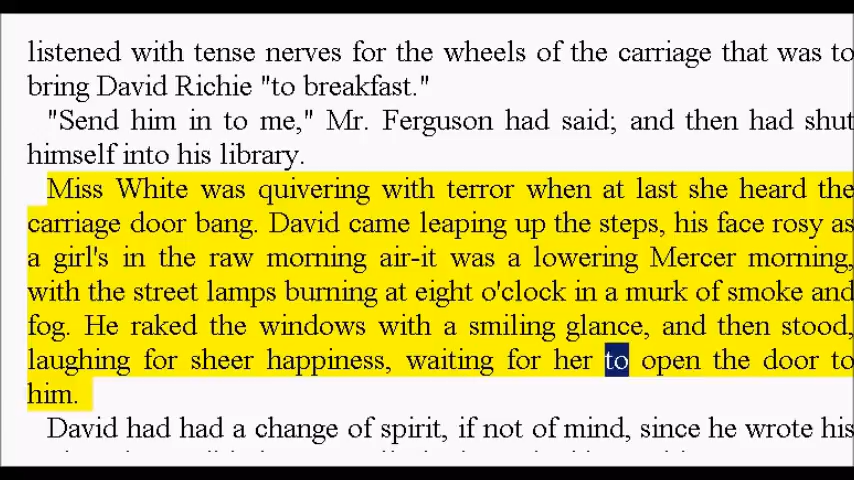 listened with tense nerves for the wheels of the carriage that was to
bring David Richie "to breakfast."
"Send him in to me," Mr. Ferguson had said; and then had shut
himself into his library.
Miss White was quivering with terror when at last she heard the
carriage door bang. David came leaping up the steps, his face rosy as
a girl's in the raw morning air-it was a lowering Mercer morning,
with the street lamps burning at eight o'clock in a murk of smoke and
fog. He raked the windows with a smiling glance, and then stood,
laughing for sheer happiness, waiting for her to open the door to
him.
David had had a change of spirit, if not of mind, since he wrote his